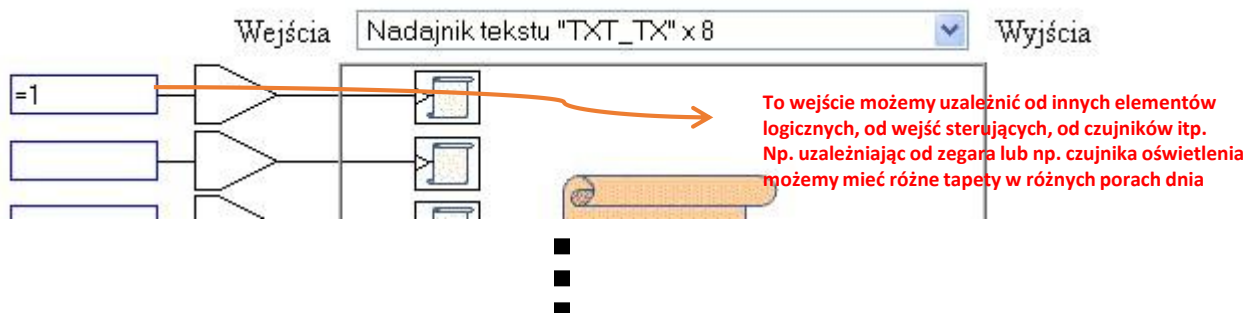 Wejścia Nadajnik tekstu "TXT_TX" x 8 Wyjścia
=1
To wejście możemy uzależnić od innych elementów
logicznych, od wejść sterujących, od czujników itp.
Np. uzależniając od zegara lub np. czujnika oświetlenia
możemy mieć różne tapety w różnych porach dnia